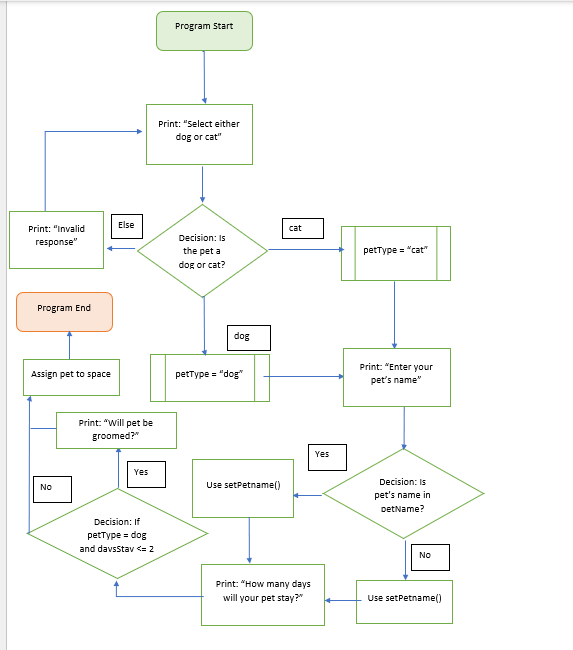 Program Start
Print: "Select either
dog or cat"
Else
Print: "Invalid
response"
Decision: Is
the pet a
dog or cat?
cat
petType = "cat"
Program End
dog
petType = "dog"
Print: "Enter your
pet's name"
Assign pet to space
Print: "Will pet be
groomed?"
Yes
No
Decision: If
petType = dog
and daysStay <= 2
Use setPetname()
Yes
Decision: Is
pet's name in
petName?
No
Print: "How many days
will your pet stay?"
Use setPetname()